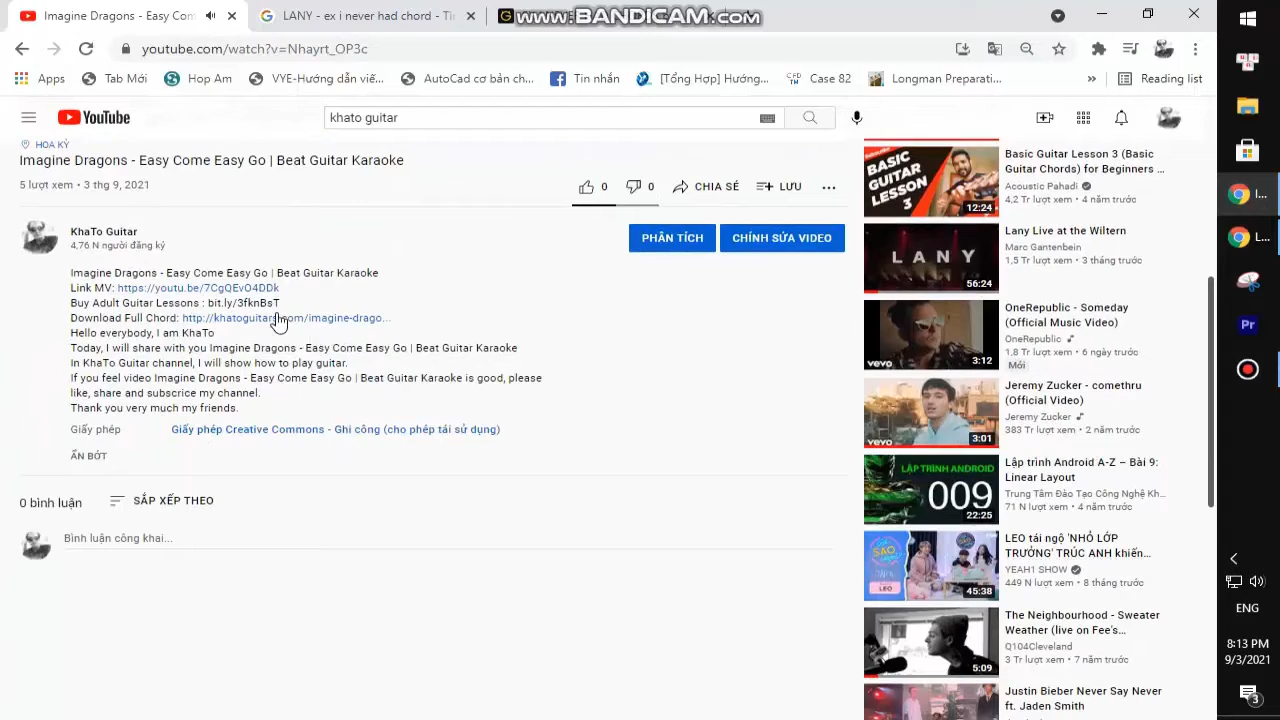 Imagine Dragons - Easy Com
LANY - ex i never had chord - Th
www.BANDICAM.com
youtube.com/watch?v=Nhayrt_OP3c
Apps
Tab Mới
Hop Am
VYE-Hướng dẫn viế...
AutoCad cơ bản ch...
Tin nhắn
[Tổng Hợp] Hướng...
Case 82
Longman Preparati...
»
Reading list
YouTube
khato guitar
HOA KỲ
Imagine Dragons - Easy Come Easy Go | Beat Guitar Karaoke
5 lượt xem • 3 thg 9, 2021
0
0
CHIA SẺ
LƯU
KhaTo Guitar
4,76 N người đăng ký
PHÂN TÍCH
CHỈNH SỬA VIDEO
Imagine Dragons - Easy Come Easy Go | Beat Guitar Karaoke
Link MV: https://youtu.be/7CgQEvO4DDk
Buy Adult Guitar Lessons : bit.ly/3fknBsT
Download Full Chord: http://khatoguitar.com/imagine-drago...
Hello everybody, I am KhaTo
Today, I will share with you Imagine Dragons - Easy Come Easy Go | Beat Guitar Karaoke
In KhaTo Guitar channel, I will show how to play guitar.
If you feel video Imagine Dragons - Easy Come Easy Go | Beat Guitar Karaoke is good, please
like, share and subscrice my channel.
Thank you very much my friends.
Giấy phép
Giấy phép Creative Commons - Ghi công (cho phép tái sử dụng)
ẨN BỚT
0 bình luận
SẮP XẾP THEO
Bình luận công khai...
BASIC
GUITAR
LESSON
3
12:24
Basic Guitar Lesson 3 (Basic
Guitar Chords) for Beginners ...
Acoustic Pahadi
4,2 Tr lượt xem • 4 năm trước
LANY
56:24
Lany Live at the Wiltern
Marc Gantenbein
1,5 Tr lượt xem • 3 tháng trước
vevo
3:12
OneRepublic - Someday
(Official Music Video)
OneRepublic
1,8 Tr lượt xem • 6 ngày trước
Mới
vevo
3:01
Jeremy Zucker - comethru
(Official Video)
Jeremy Zucker
383 Tr lượt xem • 2 năm trước
LẬP TRÌNH ANDROID
009
22:25
Lập trình Android A-Z – Bài 9:
Linear Layout
Trung Tâm Đào Tạo Công Nghệ Kh...
71 N lượt xem • 4 năm trước
SAO
LEO
45:38
LEO tái ngộ 'NHỎ LỚP
TRƯỞNG' TRÚC ANH khiến...
YEAH1 SHOW
449 N lượt xem • 8 tháng trước
5:09
The Neighbourhood - Sweater
Weather (live on Fee's...
Q104Cleveland
3 Tr lượt xem • 7 năm trước
Justin Bieber Never Say Never
ft. Jaden Smith
I...
L...
Pr
ENG
8:13 PM
9/3/2021
3